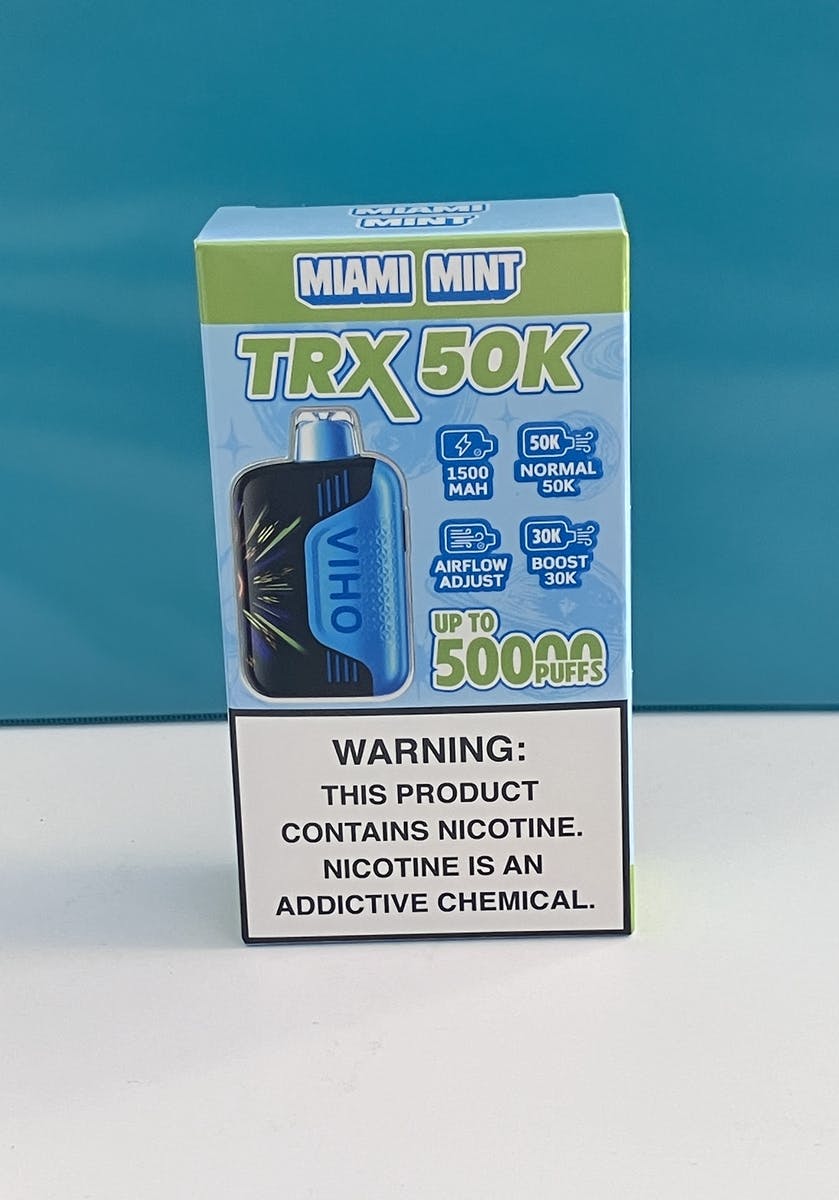 MIAMI
MINT
MIAMI MINT
TRX 50K
1500
MAH
50K
NORMAL
50K
AIRFLOW
ADJUST
30K
BOOST
30K
VIHO
UP TO
50000
PUFFS
WARNING:
THIS PRODUCT
CONTAINS NICOTINE.
NICOTINE IS AN
ADDICTIVE CHEMICAL.